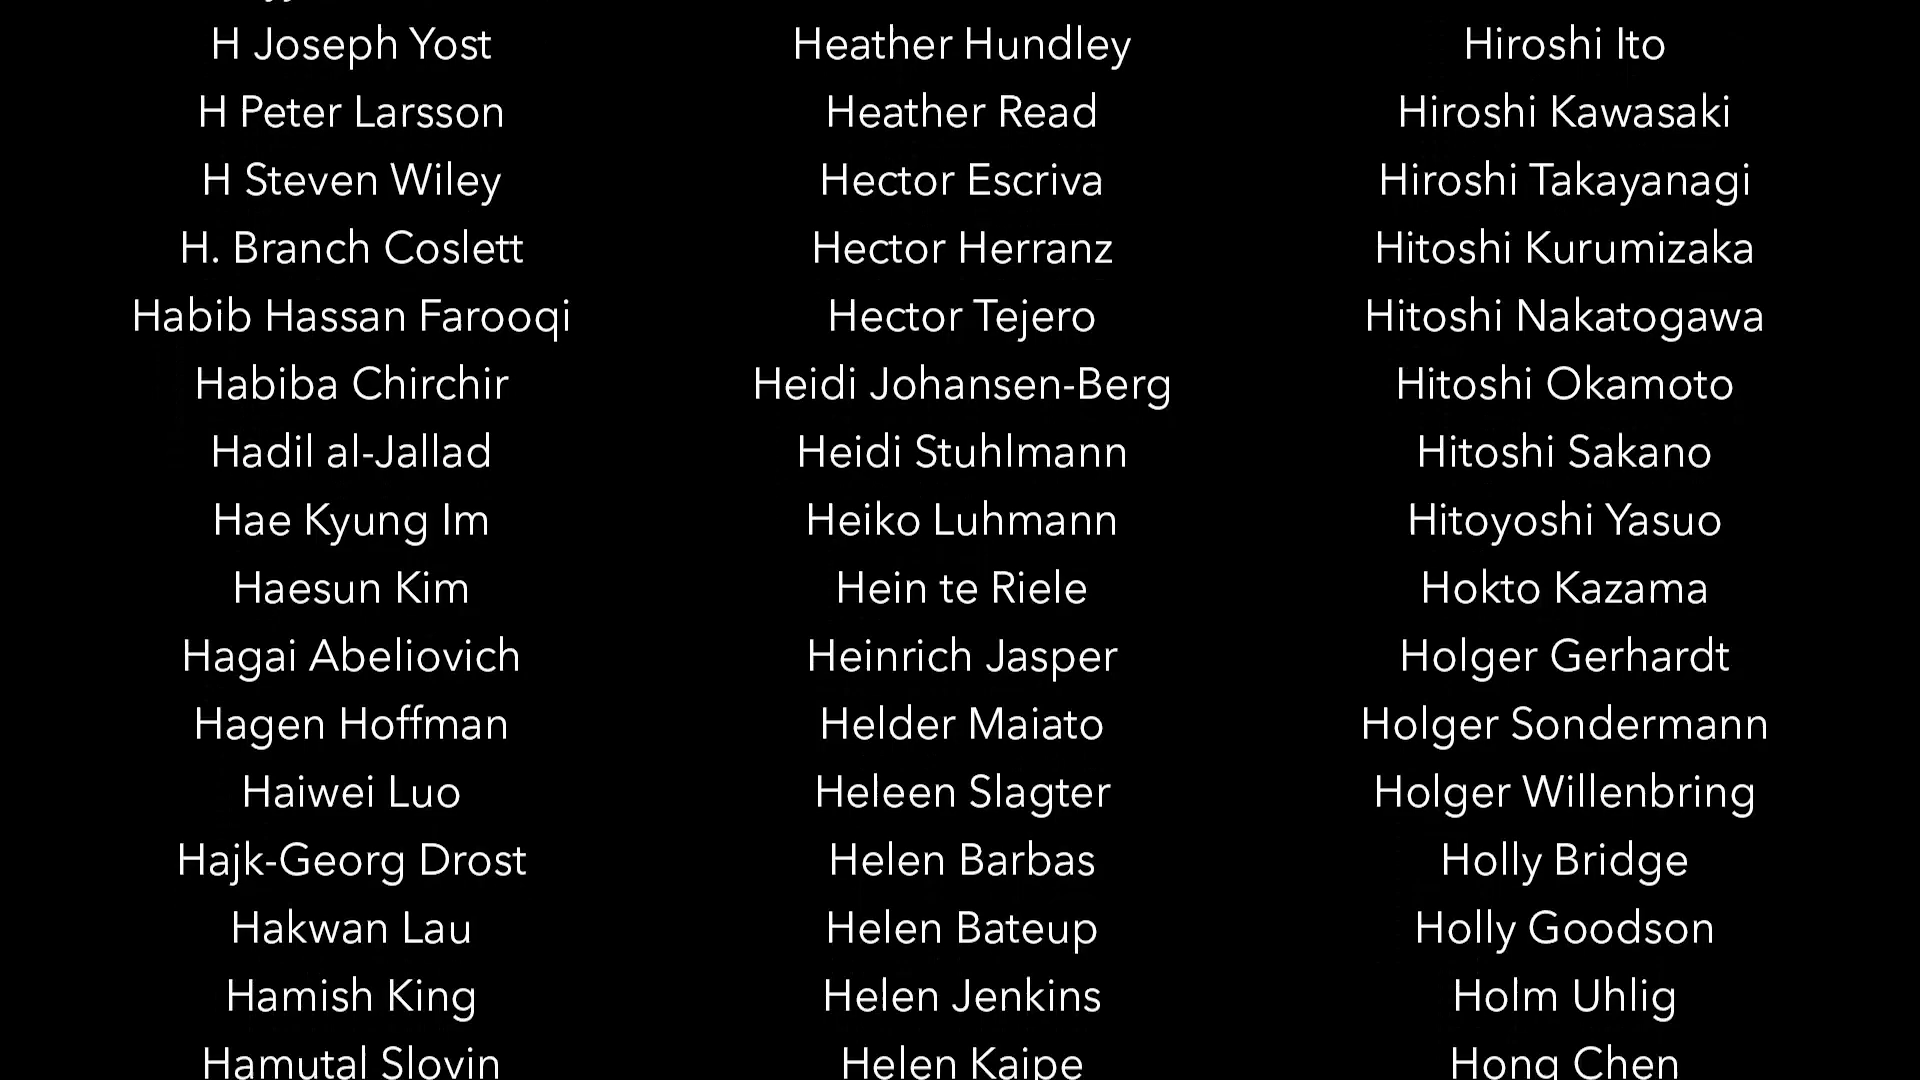 H Joseph Yost
H Peter Larsson
H Steven Wiley
H. Branch Coslett
Habib Hassan Farooqi
Habiba Chirchir
Hadil al-Jallad
Hae Kyung Im
Haesun Kim
Hagai Abeliovich
Hagen Hoffman
Haiwei Luo
Hajk-Georg Drost
Hakwan Lau
Hamish King
Hamutal Slovin
Heather Hundley
Heather Read
Hector Escriva
Hector Herranz
Hector Tejero
Heidi Johansen-Berg
Heidi Stuhlmann
Heiko Luhmann
Hein te Riele
Heinrich Jasper
Helder Maiato
Heleen Slagter
Helen Barbas
Helen Bateup
Helen Jenkins
Helen Kaipe
Hiroshi Ito
Hiroshi Kawasaki
Hiroshi Takayanagi
Hitoshi Kurumizaka
Hitoshi Nakatogawa
Hitoshi Okamoto
Hitoshi Sakano
Hitoyoshi Yasuo
Hokto Kazama
Holger Gerhardt
Holger Sondermann
Holger Willenbring
Holly Bridge
Holly Goodson
Holm Uhlig
Hong Chen